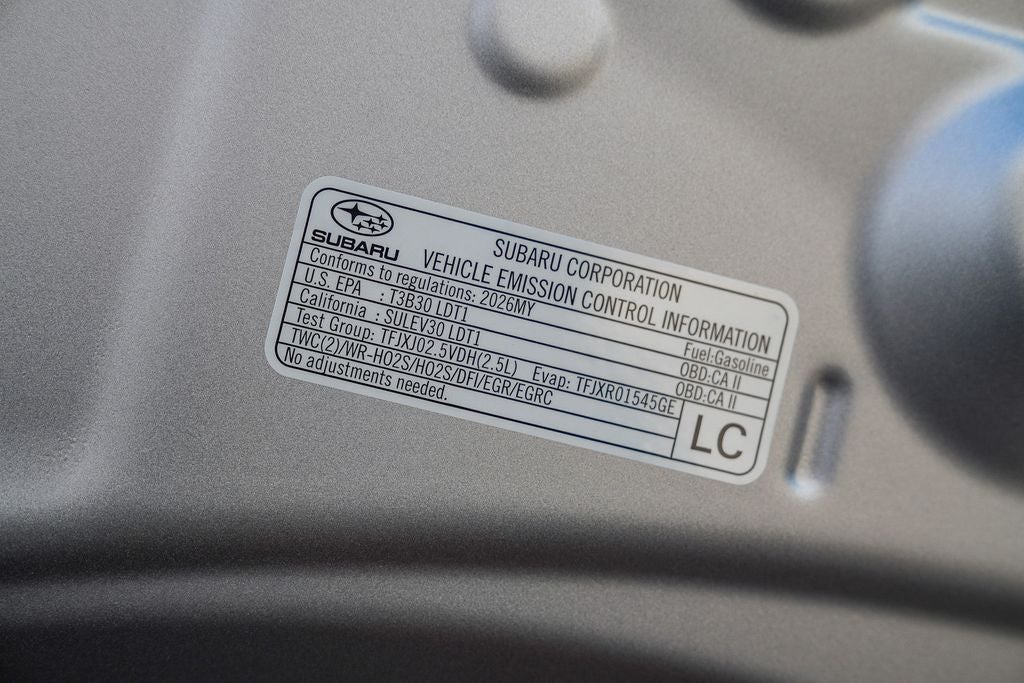 SUBARU
SUBARU CORPORATION
VEHICLE EMISSION CONTROL INFORMATION
Conforms to regulations: 2026MY Fuel:Gasoline
U.S. EPA : T3B30 LDT1 OBD:CA II
California : SULEV30 LDT1 OBD:CA II
Test Group: TFJXJ02.5VDH(2.5L) Evap: TFJXR01545GE
TWC(2)/WR-HO2S/HO2S/DFI/EGR/EGRC
No adjustments needed.
LC